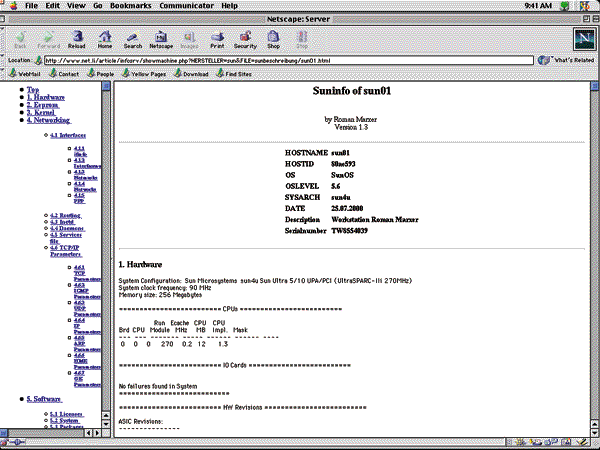 File Edit View Go Bookmarks Communicator Help 9:41 AM
Netscape: Server
Back Forward Reload Home Search Netscape Images Print Security Shop Stop
Location: http://www.net.li/article/infoserv/showmachine.php?HERSTELLER=sun&FILE=sunbeschreibung/sun01.html What's Related
WebMail Contact People Yellow Pages Download Find Sites
Top
1. Hardware
2. Eeprom
3. Kernel
4. Networking
4.1 Interfaces
4.1.1
4.1.2
Interfaces
4.1.3
Networks
4.1.4
Networks
4.1.5
PPP
4.2 Routing
4.3 Inetd
4.4 Daemons
4.5 Services
file
4.6 TCP/IP
Parameters
4.6.1
TCP
Parameters
4.6.2
ICMP
Parameters
4.6.3
UDP
Parameters
4.6.4
IP
Parameters
4.6.5
ARP
Parameters
4.6.6
HME
Parameters
4.6.7
Parameters
5. Software
5.1 Licenses
5.2 System
5.3 Packages
Suninfo of sun01
by Roman Marxer
Version 1.3
HOSTNAME sun01
HOSTID 80ac593
OS SunOS
OSLEVEL 5.6
SYSARCH sun4u
DATE 25.07.2000
Description Workstation Roman Marxer
Serialnumber TW8554039
1. Hardware
System Configuration: Sun Microsystems sun4u Sun Ultra 5/10 UPA/PCI (UltraSPARC-IIi 270MHz)
System clock frequency: 90 MHz
Memory size: 256 Megabytes
========================= CPUs =========================
Run Ecache CPU CPU
Brd CPU Module MHz MB Impl. Mask
--- --- ------- ----- ------ ------ ----
0 0 0 270 0.2 12 1.3
========================= IO Cards =========================
No failures found in System
===========================
========================= HW Revisions =========================
ASIC Revisions:
---------------